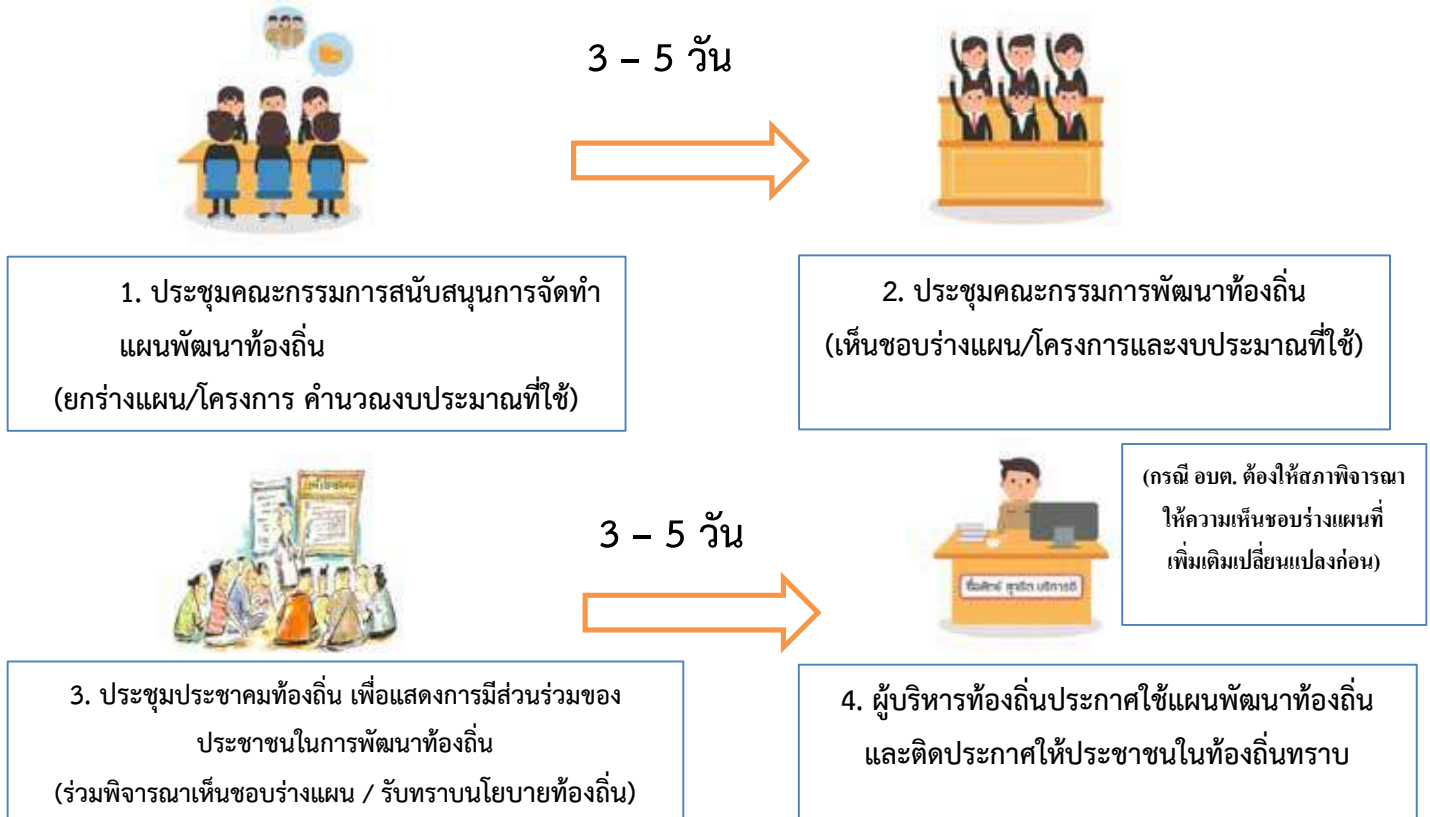 3 – 5 วัน
1. ประชุมคณะกรรมการสนับสนุนการจัดทำ
แผนพัฒนาท้องถิ่น
(ยกร่างแผน/โครงการ คำนวณงบประมาณที่ใช้)
2. ประชุมคณะกรรมการพัฒนาท้องถิ่น
(เห็นชอบร่างแผน/โครงการและงบประมาณที่ใช้)
3 – 5 วัน
(กรณี อบต. ต้องให้สภาพิจารณา
ให้ความเห็นชอบร่างแผนที่
เพิ่มเติมเปลี่ยนแปลงก่อน)
ซื่อสัตย์ สุจริต บริการดี
3. ประชุมประชาคมท้องถิ่น เพื่อแสดงการมีส่วนร่วมของ
ประชาชนในการพัฒนาท้องถิ่น
(ร่วมพิจารณาเห็นชอบร่างแผน / รับทราบนโยบายท้องถิ่น)
4. ผู้บริหารท้องถิ่นประกาศใช้แผนพัฒนาท้องถิ่น
และติดประกาศให้ประชาชนในท้องถิ่นทราบ